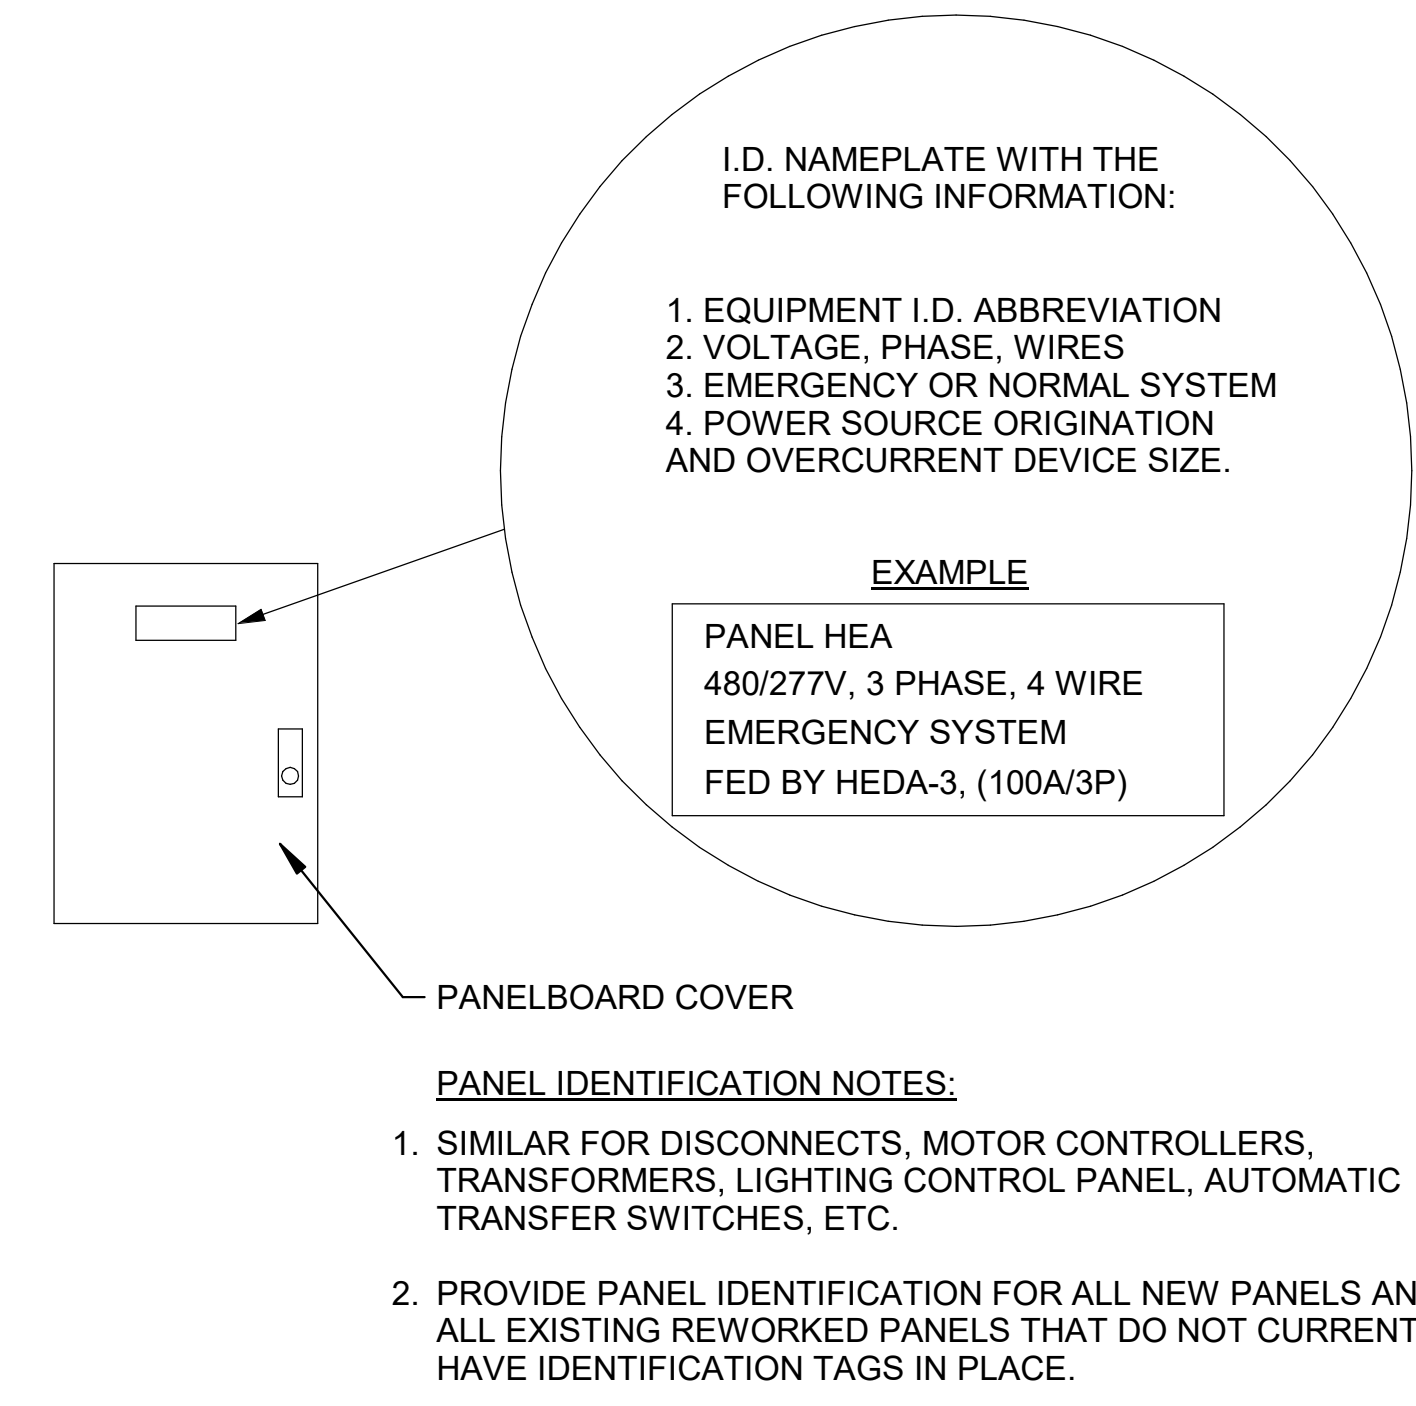 I.D. NAMEPLATE WITH THE
FOLLOWING INFORMATION:
1. EQUIPMENT I.D. ABBREVIATION
2. VOLTAGE, PHASE, WIRES
3. EMERGENCY OR NORMAL SYSTEM
4. POWER SOURCE ORIGINATION
AND OVERCURRENT DEVICE SIZE.
EXAMPLE
PANEL HEA
480/277V, 3 PHASE, 4 WIRE
EMERGENCY SYSTEM
FED BY HEDA-3, (100A/3P)
PANELBOARD COVER
PANEL IDENTIFICATION NOTES:
1. SIMILAR FOR DISCONNECTS, MOTOR CONTROLLERS,
TRANSFORMERS, LIGHTING CONTROL PANEL, AUTOMATIC
TRANSFER SWITCHES, ETC.
2. PROVIDE PANEL IDENTIFICATION FOR ALL NEW PANELS AN
ALL EXISTING REWORKED PANELS THAT DO NOT CURRENT
HAVE IDENTIFICATION TAGS IN PLACE.